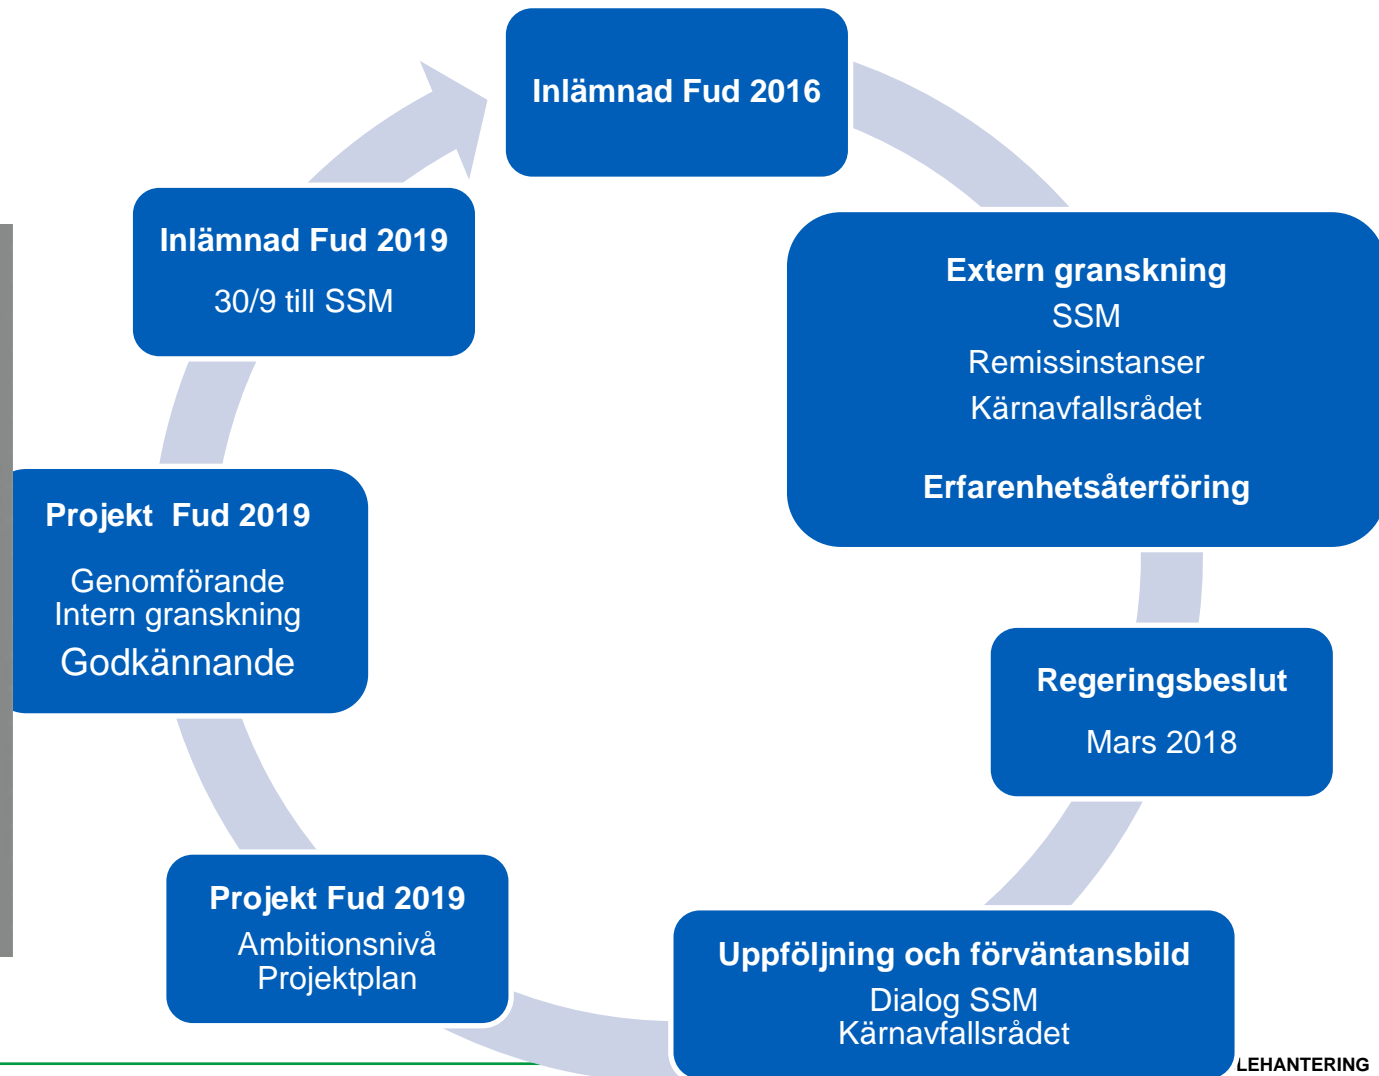 Inlämnad Fud 2016
Extern granskning
SSM
Remissinstanser
Kärnavfallsrådet
Erfarenhetsåterföring
Regeringsbeslut
Mars 2018
Uppföljning och förväntansbild
Dialog SSM
Kärnavfallsrådet
Projekt Fud 2019
Ambitionsnivå
Projektplan
Projekt  Fud 2019
Genomförande
Intern granskning
Godkännande
Inlämnad Fud 2019
30/9 till SSM
LEHANTERING